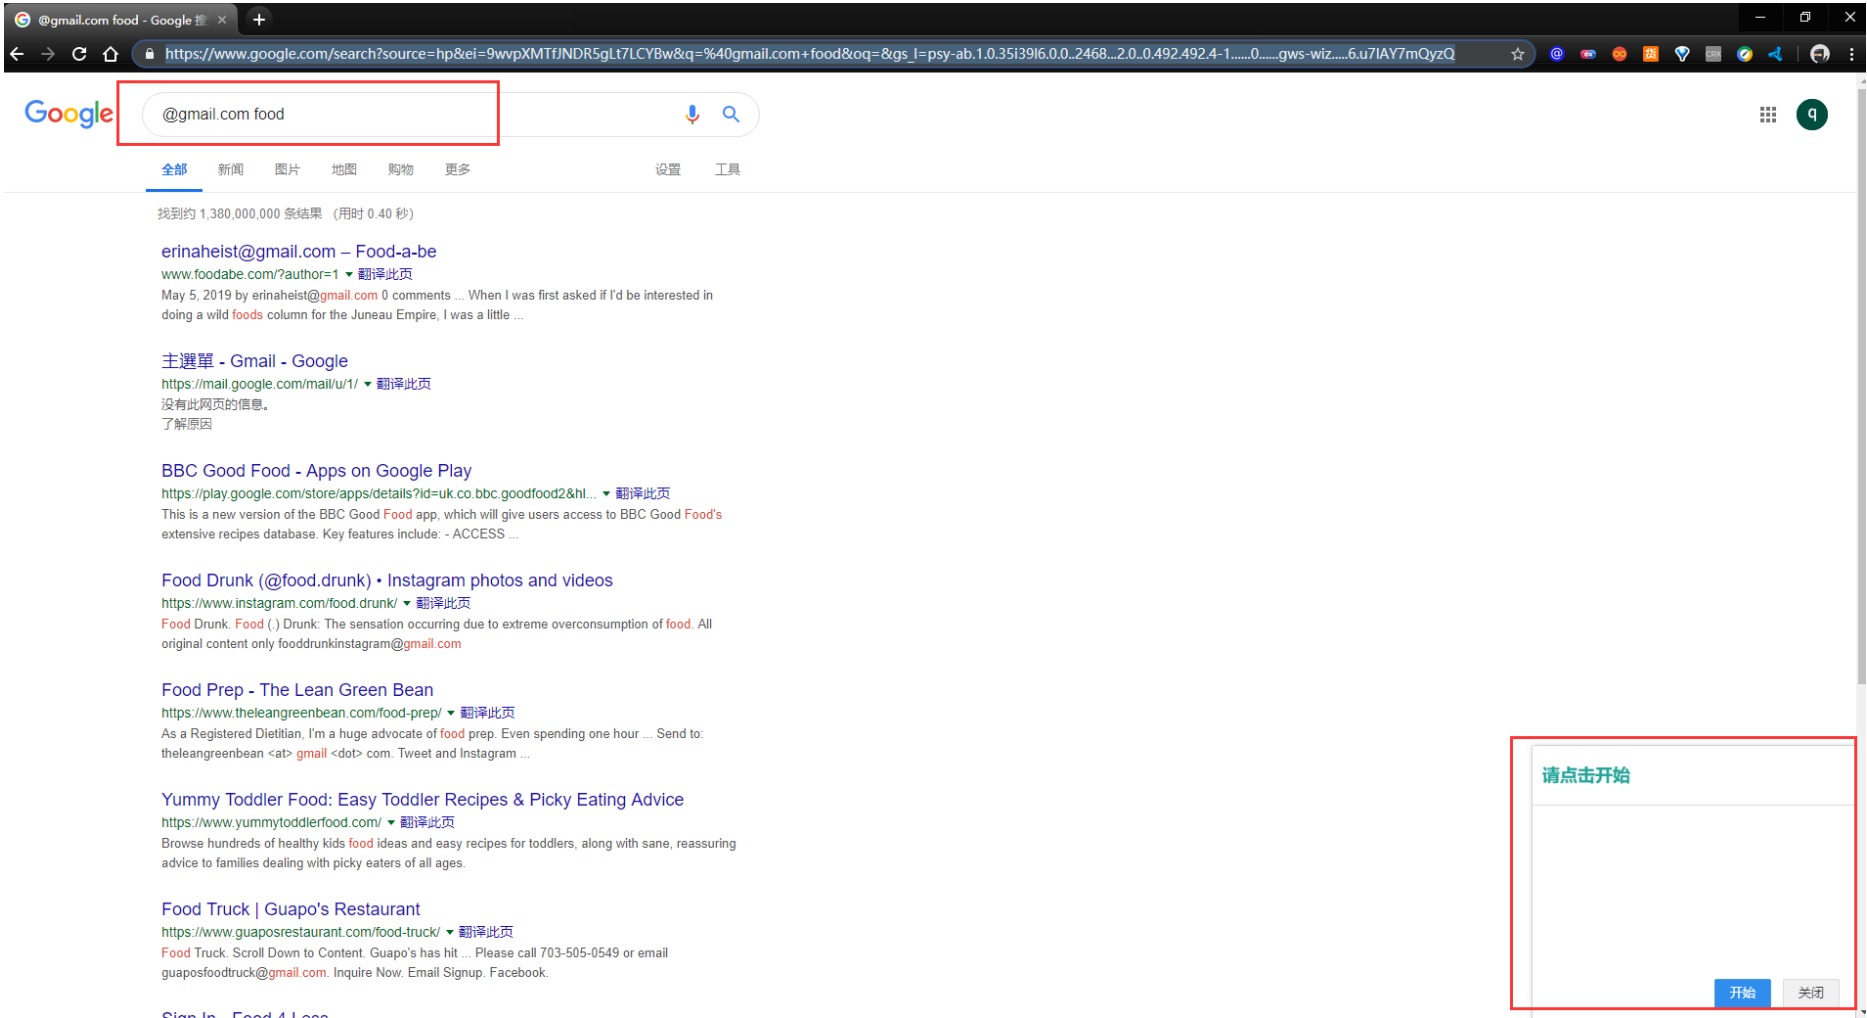 @gmail.com food - Google 搜
https://www.google.com/search?source=hp&ei=9wvpXMTfJNDR5gLt7LCYBw&q=%40gmail.com+food&oq=&gs_l=psy-ab.1.0.35i39l6.0.0..2468...2.0..0.492.492.4-1......0......gws-wiz.....6.u7IAY7mQyzQ
货
CRX
Google
@gmail.com food
q
全部 新闻 图片 地图 购物 更多 设置 工具
找到约 1,380,000,000 条结果 （用时 0.40 秒）
erinaheist@gmail.com – Food-a-be
www.foodabe.com/?author=1 翻译此页
May 5, 2019 by erinaheist@gmail.com 0 comments ... When I was first asked if I'd be interested in
doing a wild foods column for the Juneau Empire, I was a little ...
主選單 - Gmail - Google
https://mail.google.com/mail/u/1/ 翻译此页
没有此网页的信息。
了解原因
BBC Good Food - Apps on Google Play
https://play.google.com/store/apps/details?id=uk.co.bbc.goodfood2&hl... 翻译此页
This is a new version of the BBC Good Food app, which will give users access to BBC Good Food's
extensive recipes database. Key features include: - ACCESS ...
Food Drunk (@food.drunk) • Instagram photos and videos
https://www.instagram.com/food.drunk/ 翻译此页
Food Drunk. Food (.) Drunk: The sensation occurring due to extreme overconsumption of food. All
original content only fooddrunkinstagram@gmail.com
Food Prep - The Lean Green Bean
https://www.theleangreenbean.com/food-prep/ 翻译此页
As a Registered Dietitian, I'm a huge advocate of food prep. Even spending one hour ... Send to:
theleangreenbean <at> gmail <dot> com. Tweet and Instagram ...
Yummy Toddler Food: Easy Toddler Recipes & Picky Eating Advice
https://www.yummytoddlerfood.com/ 翻译此页
Browse hundreds of healthy kids food ideas and easy recipes for toddlers, along with sane, reassuring
advice to families dealing with picky eaters of all ages.
Food Truck | Guapo's Restaurant
https://www.guaposrestaurant.com/food-truck/ 翻译此页
Food Truck. Scroll Down to Content. Guapo's has hit ... Please call 703-505-0549 or email
guaposfoodtruck@gmail.com. Inquire Now. Email Signup. Facebook.
Sign In - Food 4 Less
请点击开始
开始 关闭